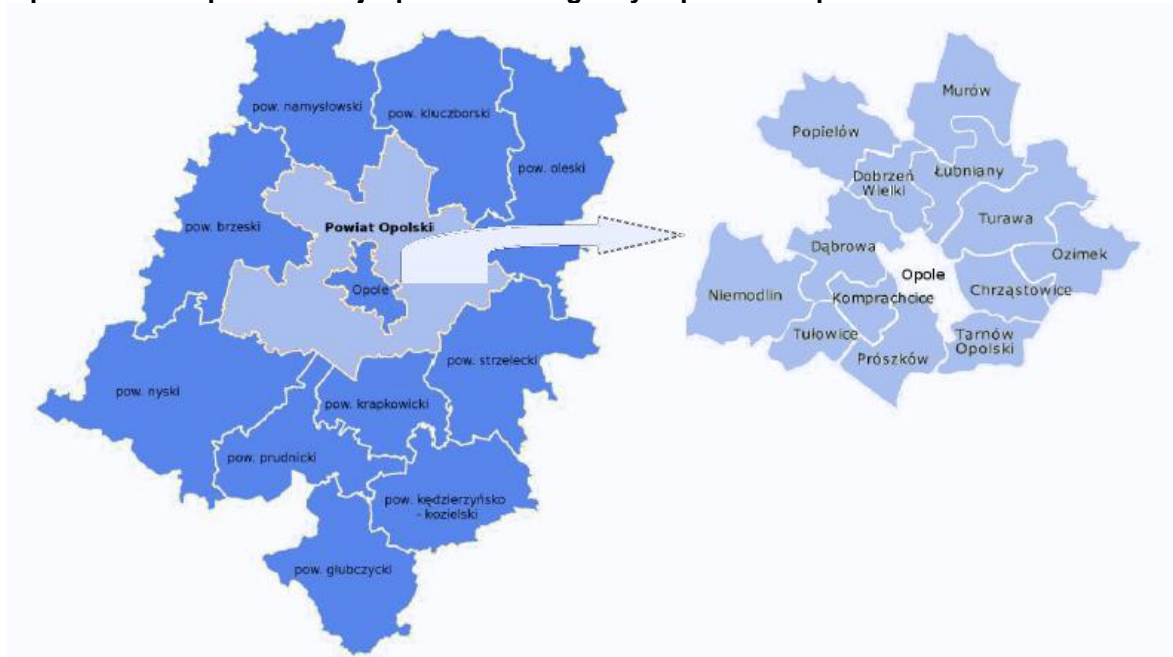 pow. namysłowski
pow. kluczborski
pow. oleski
pow. brzeski
Powiat Opolski
Opole
pow. strzelecki
pow. nyski
pow. krapkowicki
pow. prudnicki
pow. kędzierzyńsko
- kozielski
pow. głubczycki
Murów
Popielów
Dobrzeń
Wielki
Łubniany
Turawa
Dąbrowa
Ozimek
Opole
Niemodlin
Komprachcice
Chrząstowice
Tułowice
Tarnów
Opolski
Prószków